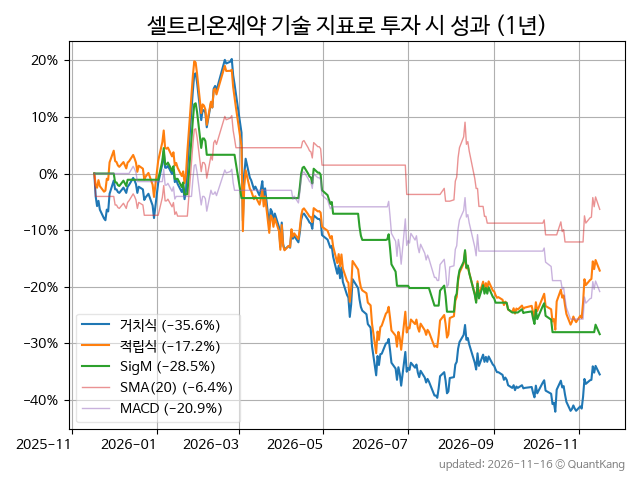 셀트리온제약 기술 지표로 투자 시 성과 (1년)
20%
10%
0%
−10%
−20%
−30%
−40%
거치식 (−35.6%)
적립식 (−17.2%)
SigM (−28.5%)
SMA(20) (−6.4%)
MACD (−20.9%)
2025-11 2026-01 2026-03 2026-05 2026-07 2026-09 2026-11
updated: 2026-11-16 © QuantKang